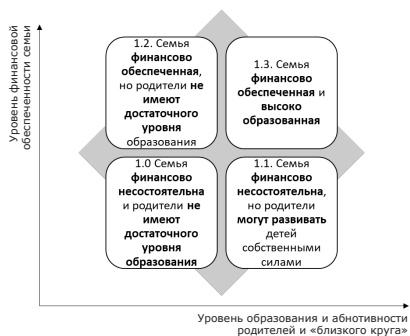 Уровень финансовой
обеспеченности семьи
1.2. Семья
финансово
обеспеченная,
но родители не
имеют
достаточного
уровня
образования
1.3. Семья
финансово
обеспеченная и
высоко
образованная
1.0 Семья
финансово
несостоятельна
и родители не
имеют
достаточного
уровня
образования
1.1. Семья
финансово
несостоятельна,
но родители
могут развивать
детей
собственными
силами
Уровень образования и абнотивности
родителей и «близкого круга»